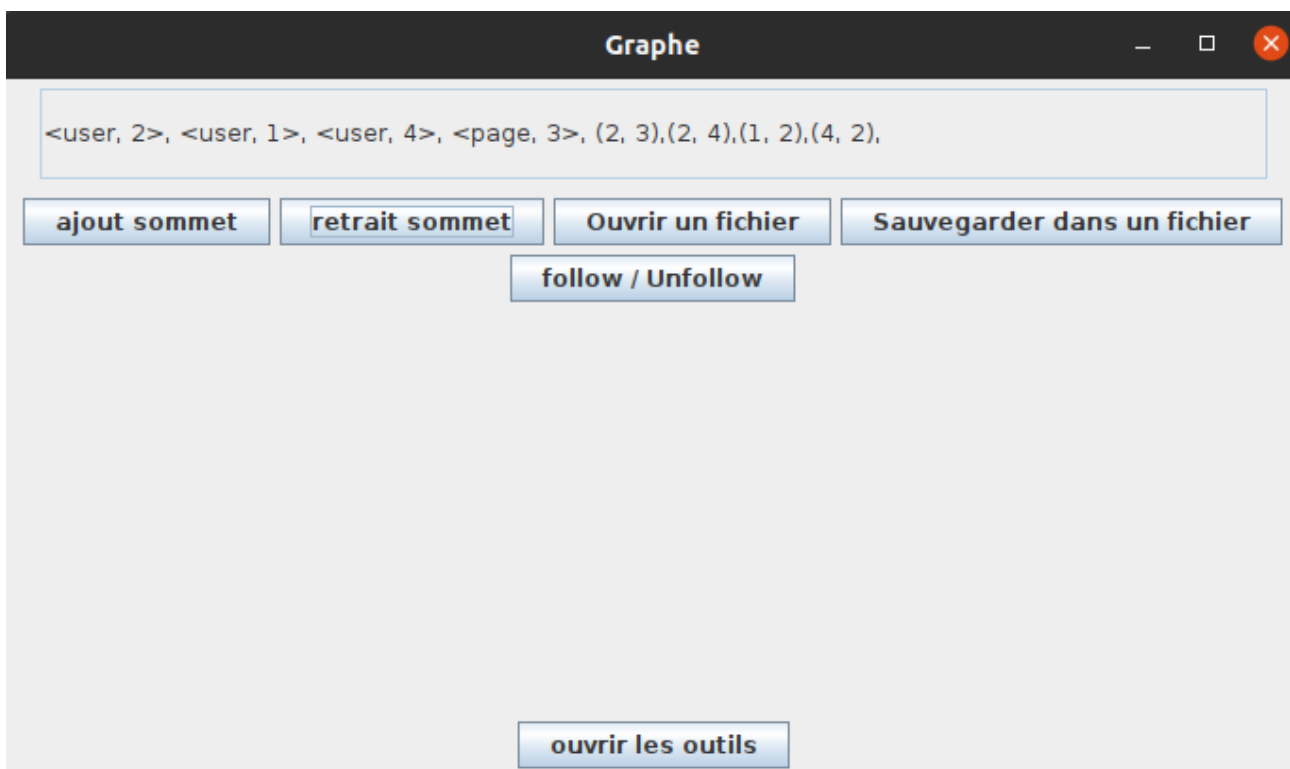 Graphe
<user, 2>, <user, 1>, <user, 4>, <page, 3>, (2, 3),(2, 4),(1, 2),(4, 2),
ajout sommet retrait sommet Ouvrir un fichier Sauvegarder dans un fichier
follow / Unfollow
ouvrir les outils